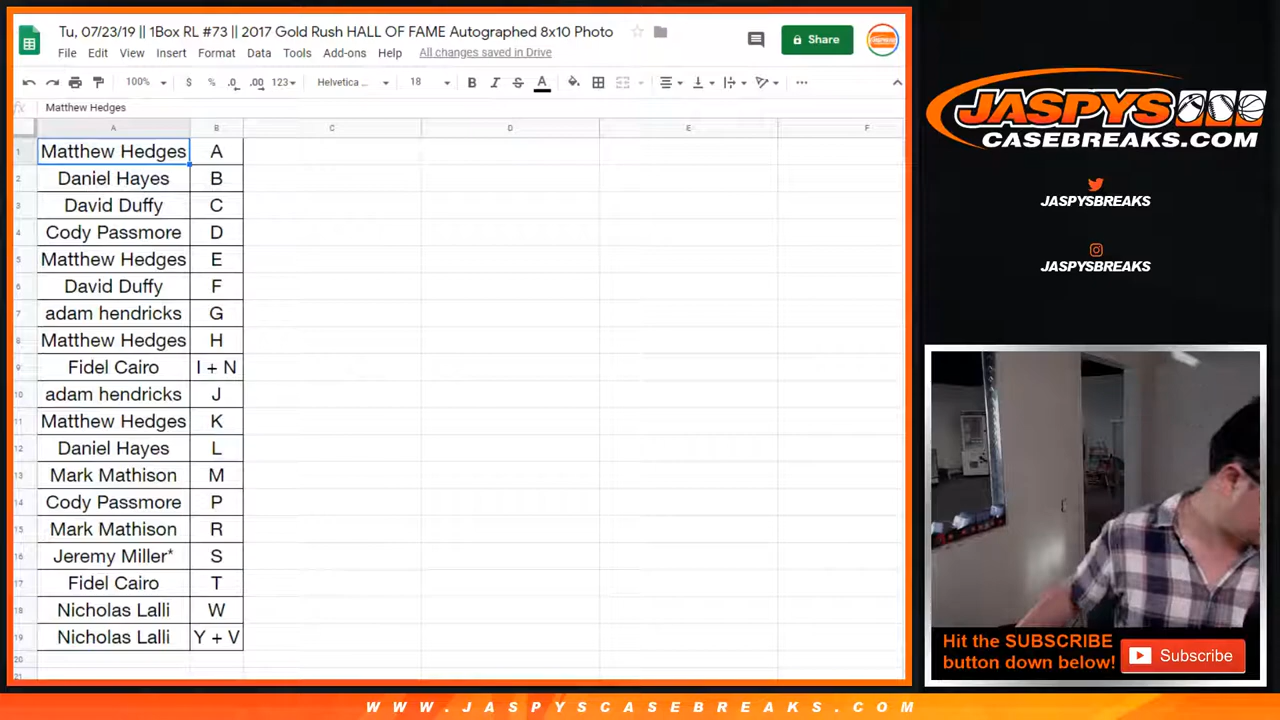 Tu, 07/23/19 || 1Box RL #73 || 2017 Gold Rush HALL OF FAME Autographed 8x10 Photo
File Edit View Insert Format Data Tools Add-ons Help All changes saved in Drive
Share
100% $ % .0 .00 123 Helvetica ... 18 B I S A
fx Matthew Hedges
A B C D E F
1 Matthew Hedges A
2 Daniel Hayes B
3 David Duffy C
4 Cody Passmore D
5 Matthew Hedges E
6 David Duffy F
7 adam hendricks G
8 Matthew Hedges H
9 Fidel Cairo I + N
10 adam hendricks J
11 Matthew Hedges K
12 Daniel Hayes L
13 Mark Mathison M
14 Cody Passmore P
15 Mark Mathison R
16 Jeremy Miller* S
17 Fidel Cairo T
18 Nicholas Lalli W
19 Nicholas Lalli Y + V
20
21
JASPYS
CASEBREAKS.COM
JASPYSBREAKS
JASPYSBREAKS
Hit the SUBSCRIBE
button down below!
Subscribe
WWW.JASPYSCASEBREAKS.COM